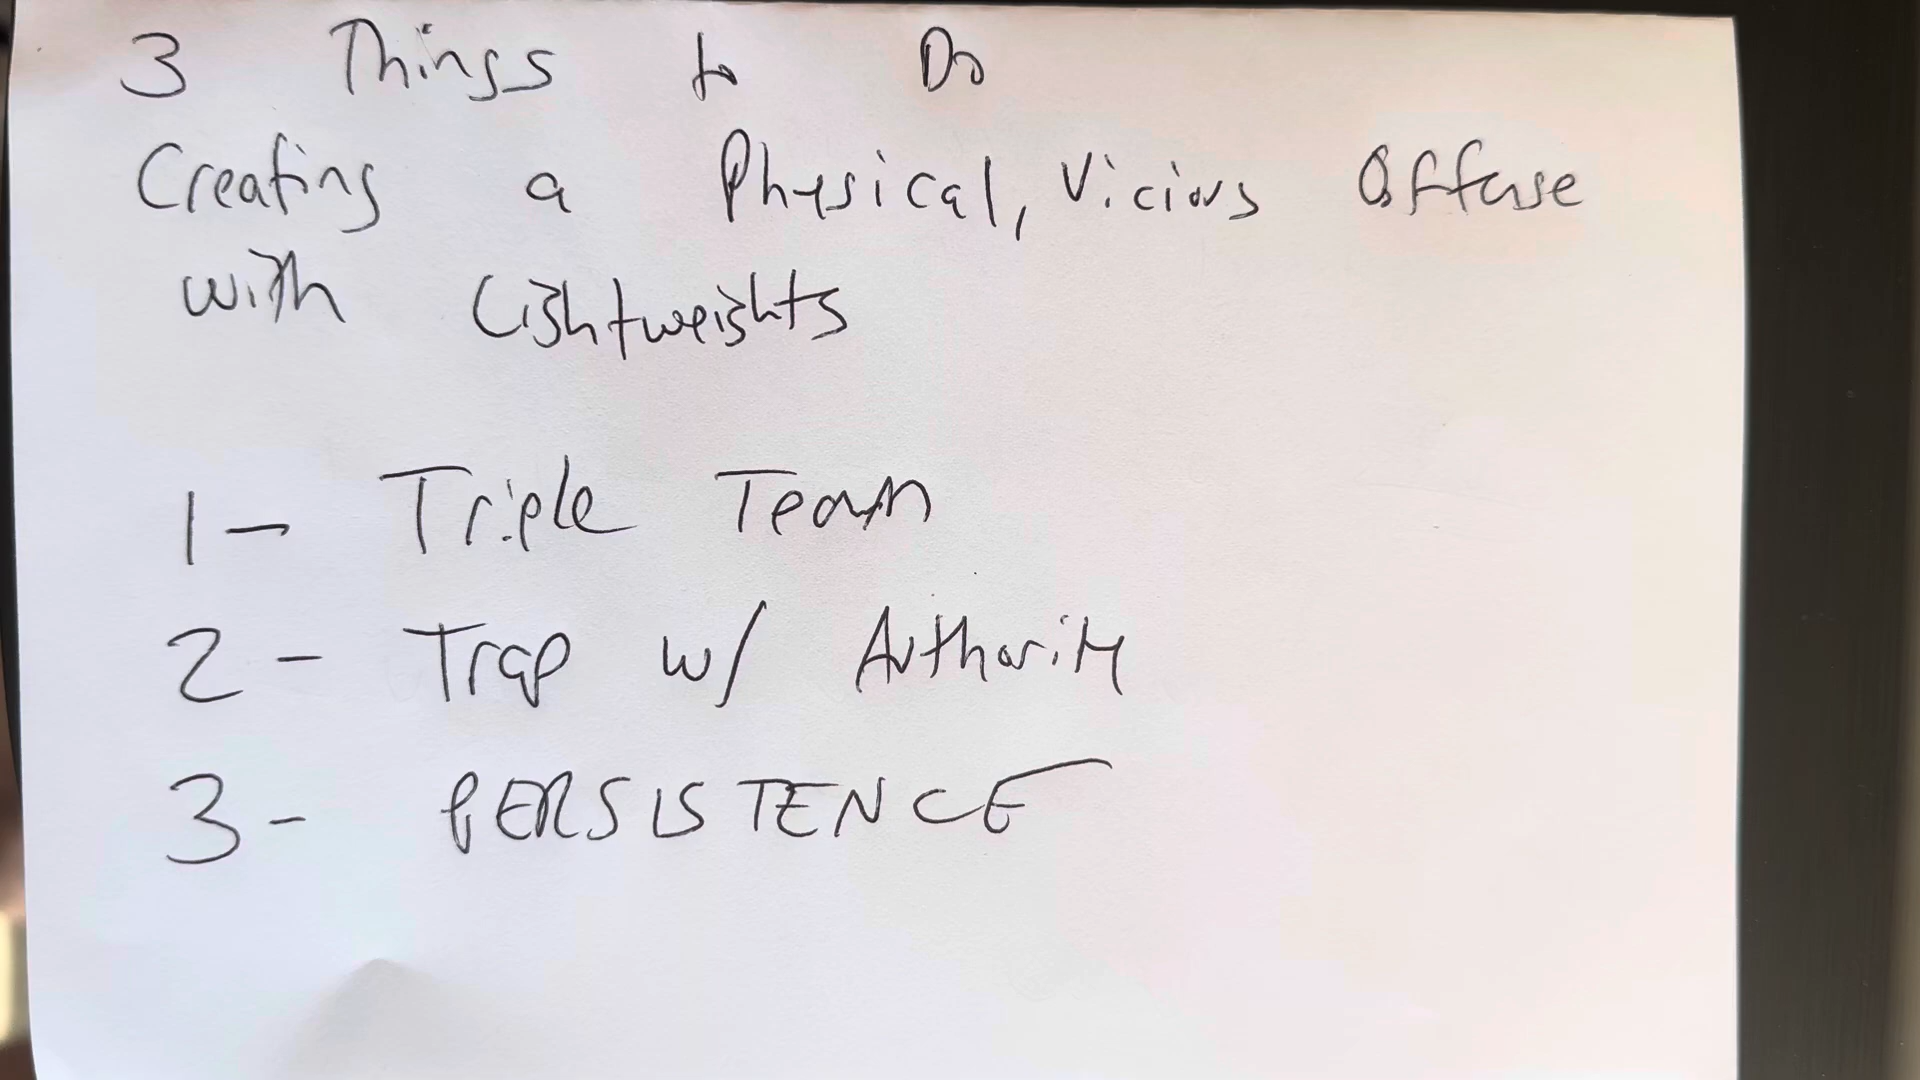 3 Things to Do
Creating a Physical, Vicious Offense
with Lightweights
1- Triple Team
2- Trap w/ Authority
3- PERSISTENCE